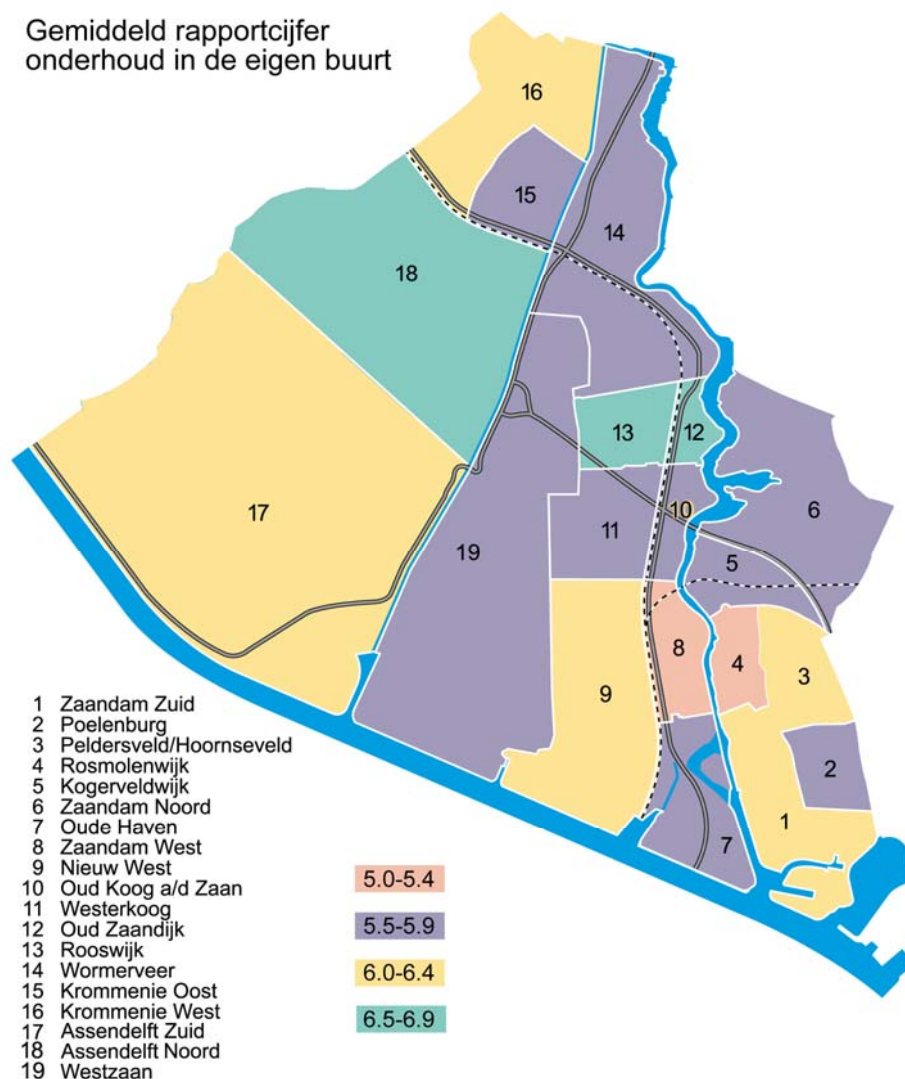 Gemiddeld rapportcijfer
onderhoud in de eigen buurt
16
15
14
18
13
12
17
10
6
11
19
5
8
4
3
9
2
1
7
1 Zaandam Zuid
2 Poelenburg
3 Peldersveld/Hoornseveld
4 Rosmolenwijk
5 Kogerveldwijk
6 Zaandam Noord
7 Oude Haven
8 Zaandam West
9 Nieuw West
10 Oud Koog a/d Zaan
11 Westerkoog
12 Oud Zaandijk
13 Rooswijk
14 Wormerveer
15 Krommenie Oost
16 Krommenie West
17 Assendelft Zuid
18 Assendelft Noord
19 Westzaan
5.0-5.4
5.5-5.9
6.0-6.4
6.5-6.9